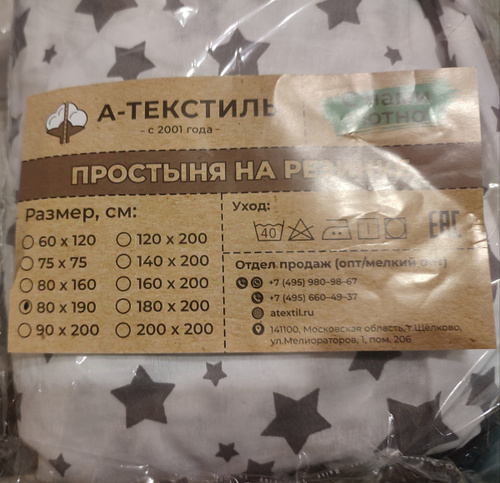 А-ТЕКСТИЛЬ
- с 2001 года -
ПРОСТЫНЯ НА
Размер, см:
60 x 120
75 x 75
80 x 160
80 x 190
90 x 200
120 x 200
140 x 200
160 x 200
180 x 200
200 x 200
Уход:
40
EAC
Отдел продаж (опт/мелкий опт)
+7 (495) 980-98-67
+7 (495) 660-49-37
atextil.ru
141100, Московская область, г.Щёлково,
ул.Мелиораторов, 1, пом. 206